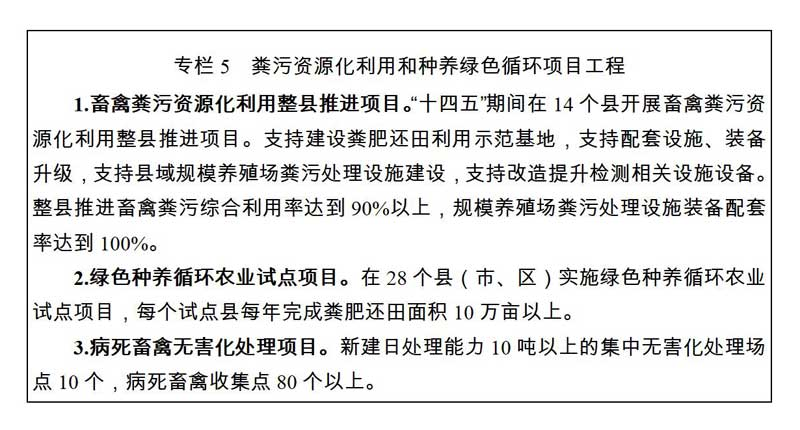 专栏 5 粪污资源化利用和种养绿色循环项目工程
1.畜禽粪污资源化利用整县推进项目。“十四五”期间在 14 个县开展畜禽粪污资
源化利用整县推进项目。支持建设粪肥还田利用示范基地，支持配套设施、装备
升级，支持县域规模养殖场粪污处理设施建设，支持改造提升检测相关设施设备。
整县推进畜禽粪污综合利用率达到 90%以上，规模养殖场粪污处理设施装备配套
率达到 100%。
2.绿色种养循环农业试点项目。在 28 个县（市、区）实施绿色种养循环农业
试点项目，每个试点县每年完成粪肥还田面积 10 万亩以上。
3.病死畜禽无害化处理项目。新建日处理能力 10 吨以上的集中无害化处理场
点 10 个，病死畜禽收集点 80 个以上。